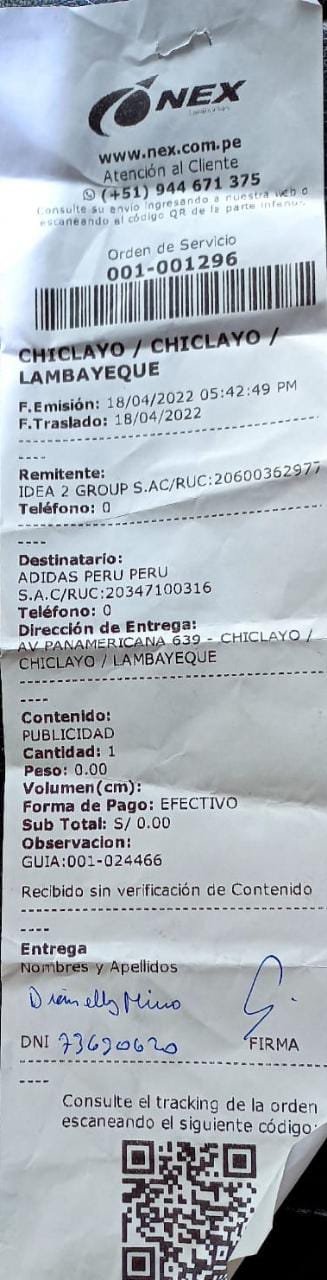 NEX
www.nex.com.pe
Atención al Cliente
(+51) 944 671 375
Consulte su envío ingresando a nuestra web o
escaneando el código QR de la parte inferior.
Orden de Servicio
001-001296
CHICLAYO / CHICLAYO /
LAMBAYEQUE
F.Emisión: 18/04/2022 05:42:49 PM
F.Traslado: 18/04/2022
----
Remitente:
IDEA 2 GROUP S.AC/RUC:20600362977
Teléfono: 0
----
Destinatario:
ADIDAS PERU PERU
S.A.C/RUC:20347100316
Teléfono: 0
Dirección de Entrega:
AV PANAMERICANA 639 - CHICLAYO /
CHICLAYO / LAMBAYEQUE
----
Contenido:
PUBLICIDAD
Cantidad: 1
Peso: 0.00
Volumen(cm):
Forma de Pago: EFECTIVO
Sub Total: S/ 0.00
Observacion:
GUIA:001-024466
Recibido sin verificación de Contenido
----
Entrega
Nombres y Apellidos
DNI 73690620
FIRMA
----
Consulte el tracking de la orden
escaneando el siguiente código: